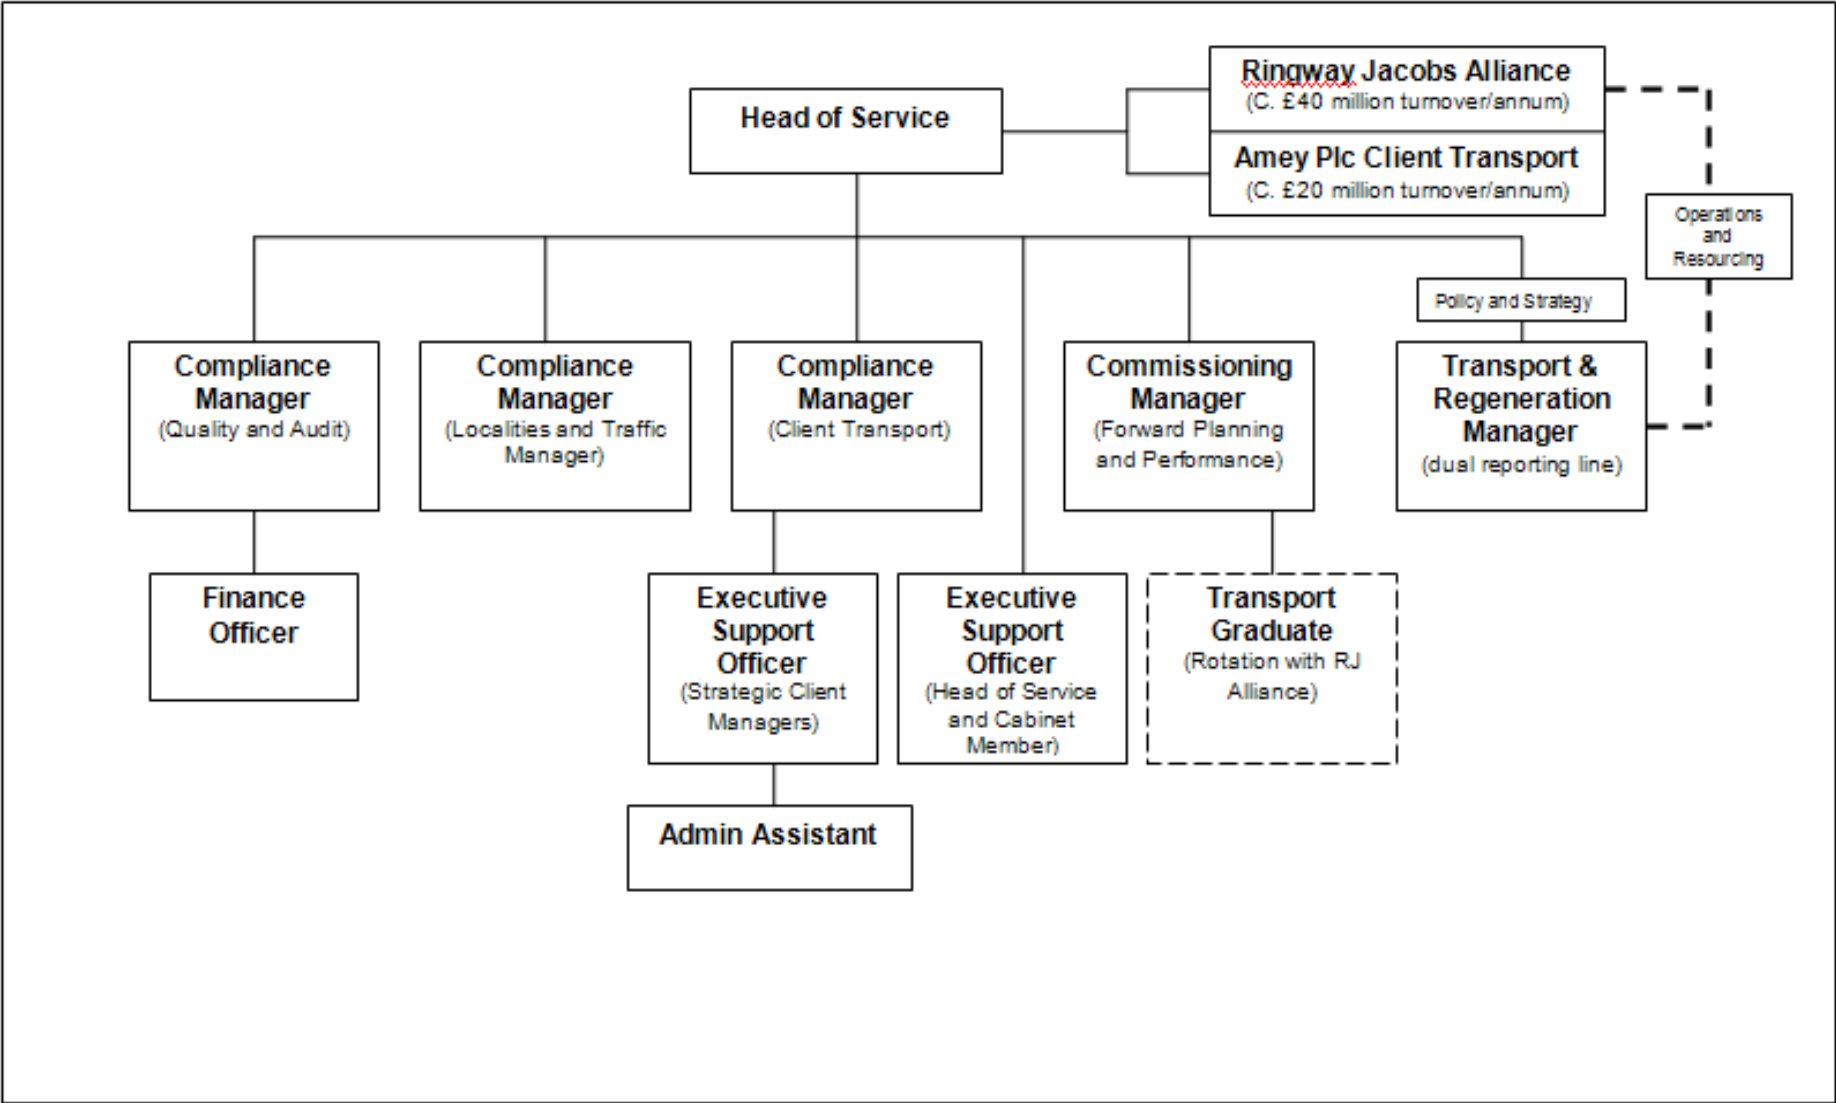 Ringway Jacobs Alliance
(C. £40 million turnover/annum)
Head of Service
Amey Plc Client Transport
(C. £20 million turnover/annum)
Operations
and
Resourcing
Policy and Strategy
Compliance
Manager
(Quality and Audit)
Compliance
Manager
(Localities and Traffic
Manager)
Compliance
Manager
(Client Transport)
Commissioning
Manager
(Forward Planning
and Performance)
Transport &
Regeneration
Manager
(dual reporting line)
Finance
Officer
Executive
Support
Officer
(Strategic Client
Managers)
Executive
Support
Officer
(Head of Service
and Cabinet
Member)
Transport
Graduate
(Rotation with RJ
Alliance)
Admin Assistant